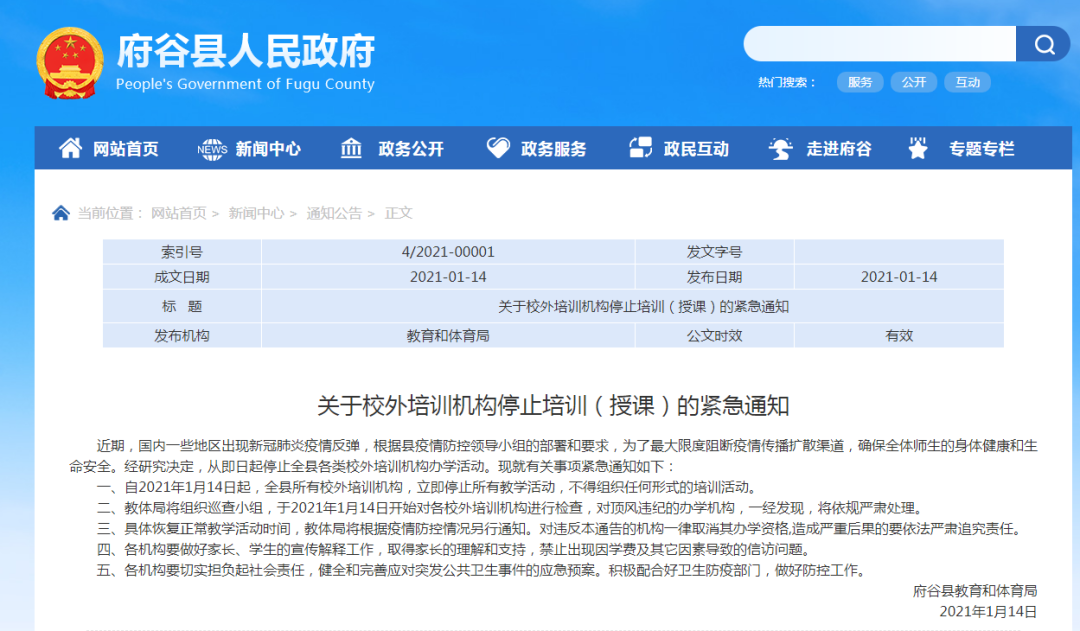 府谷县人民政府
People's Government of Fugu County
热门搜索： 服务 公开 互动
网站首页 NEWS 新闻中心 政务公开 政务服务 政民互动 走进府谷 专题专栏
当前位置： 网站首页 > 新闻中心 > 通知公告 > 正文
索引号 4/2021-00001 发文字号
成文日期 2021-01-14 发布日期 2021-01-14
标 题 关于校外培训机构停止培训（授课）的紧急通知
发布机构 教育和体育局 公文时效 有效
关于校外培训机构停止培训（授课）的紧急通知
近期，国内一些地区出现新冠肺炎疫情反弹，根据县疫情防控领导小组的部署和要求，为了最大限度阻断疫情传播扩散渠道，确保全体师生的身体健康和生
命安全。经研究决定，从即日起停止全县各类校外培训机构办学活动。现就有关事项紧急通知如下：
一、自2021年1月14日起，全县所有校外培训机构，立即停止所有教学活动，不得组织任何形式的培训活动。
二、教体局将组织巡查小组，于2021年1月14日开始对各校外培训机构进行检查，对顶风违纪的办学机构，一经发现，将依规严肃处理。
三、具体恢复正常教学活动时间，教体局将根据疫情防控情况另行通知。对违反本通告的机构一律取消其办学资格,造成严重后果的要依法严肃追究责任。
四、各机构要做好家长、学生的宣传解释工作，取得家长的理解和支持，禁止出现因学费及其它因素导致的信访问题。
五、各机构要切实担负起社会责任，健全和完善应对突发公共卫生事件的应急预案。积极配合好卫生防疫部门，做好防控工作。
府谷县教育和体育局
2021年1月14日